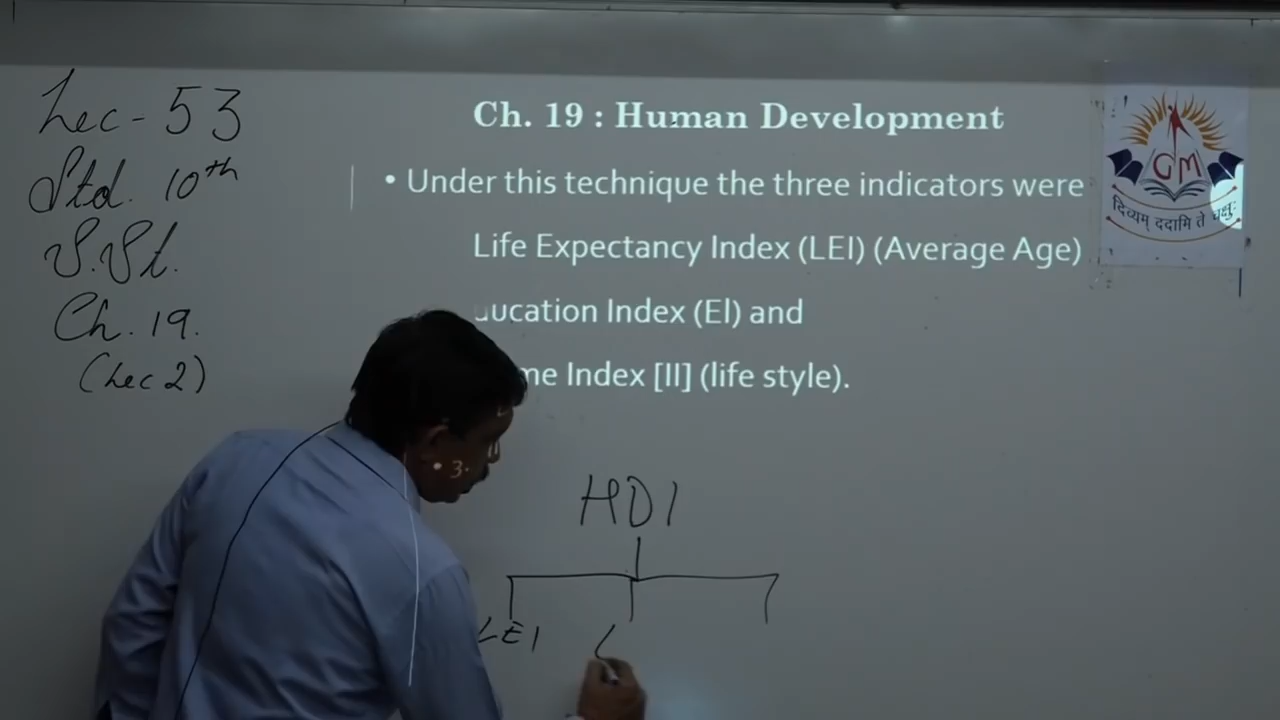 Lec - 53
Std. 10th
S.St.
Ch. 19.
(Lec 2)
Ch. 19 : Human Development
• Under this technique the three indicators were
Life Expectancy Index (LEI) (Average Age)
ducation Index (EI) and
me Index [II] (life style).
3.
GM
दिव्यम् ददामि ते चक्षु:
HDI
LEI